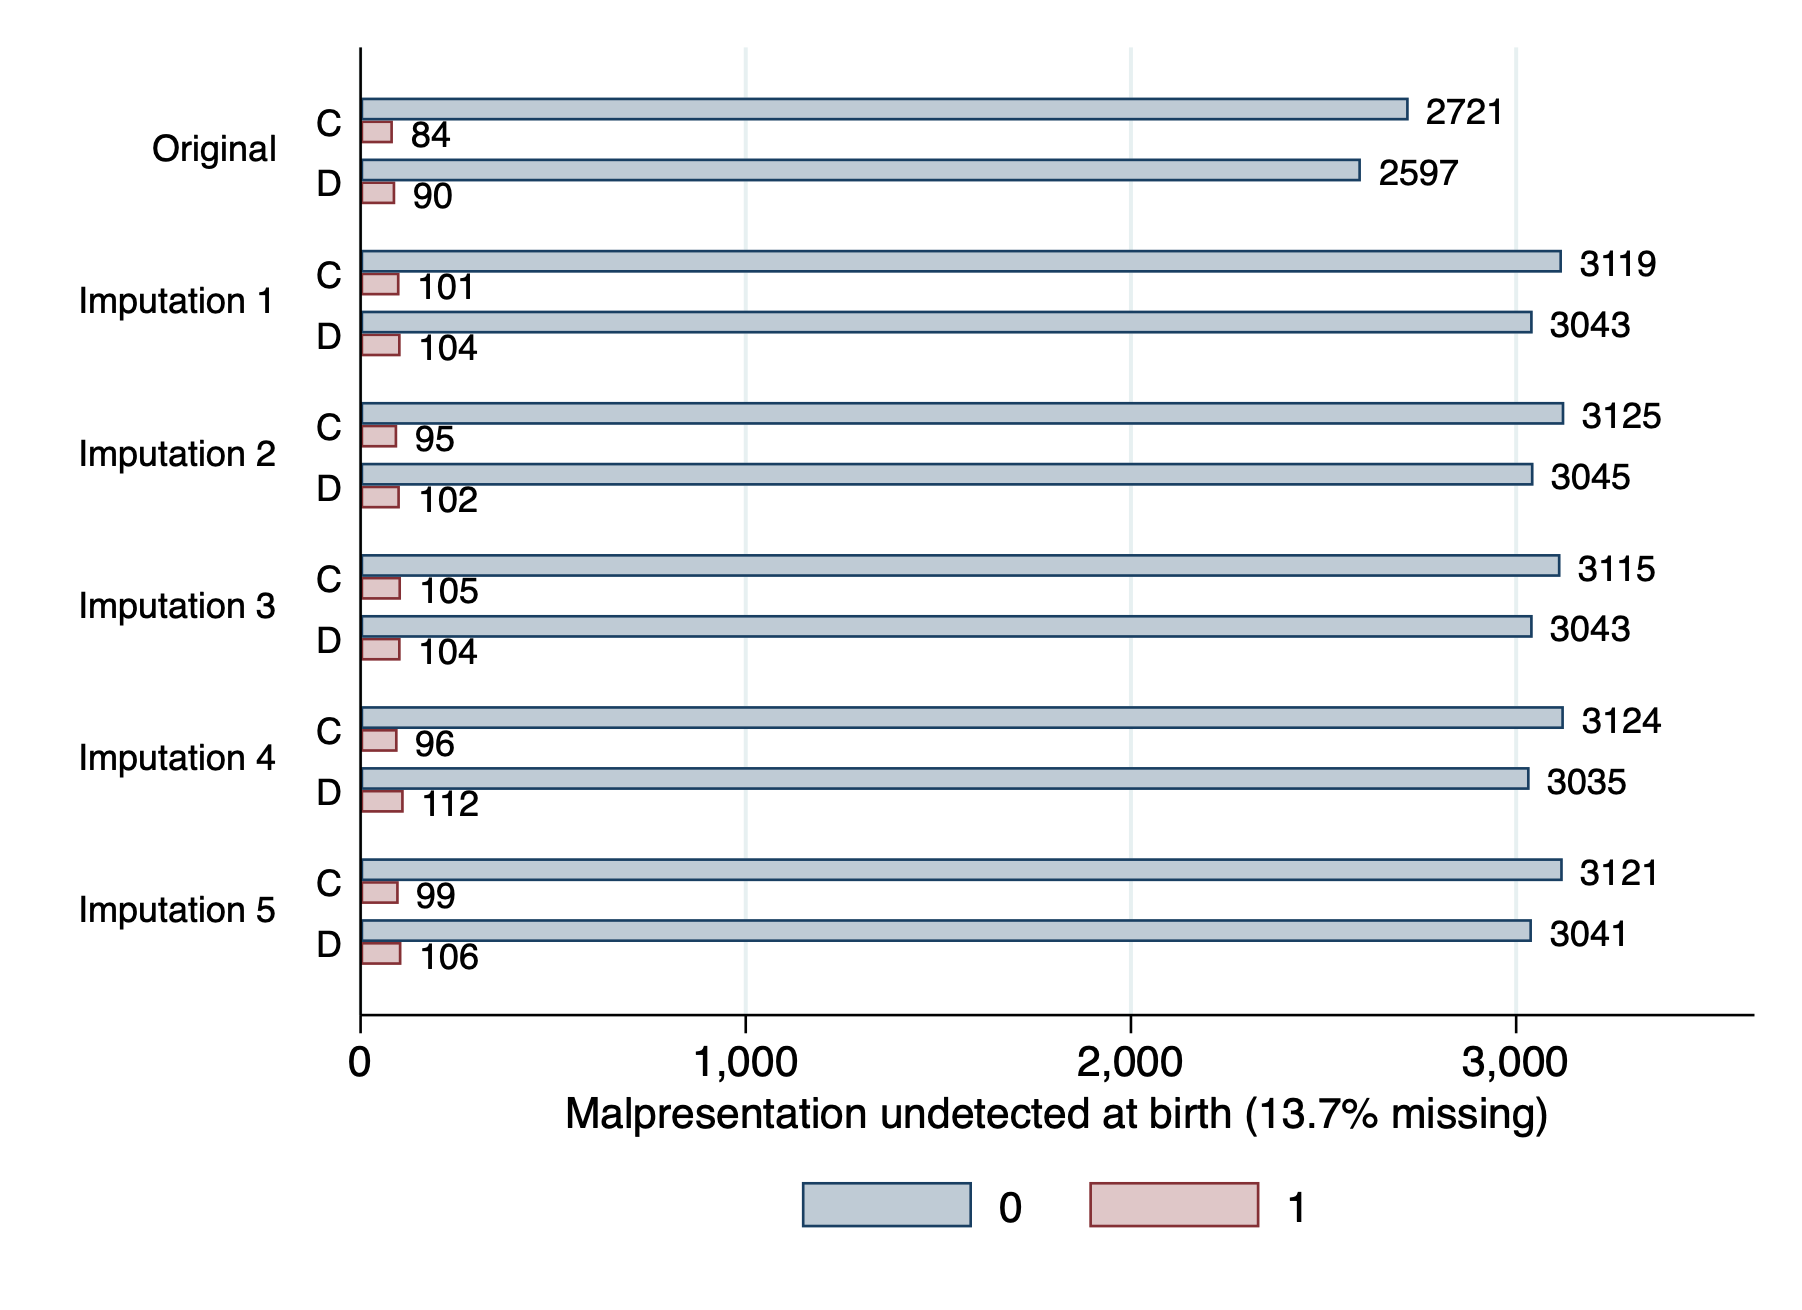 C 2721
84
Original
D 2597
90
C 3119
101
Imputation 1
D 3043
104
C 3125
95
Imputation 2
D 3045
102
C 3115
105
Imputation 3
D 3043
104
C 3124
96
Imputation 4
D 3035
112
C 3121
99
Imputation 5
D 3041
106
0 1,000 2,000 3,000
Malpresentation undetected at birth (13.7% missing)
0 1